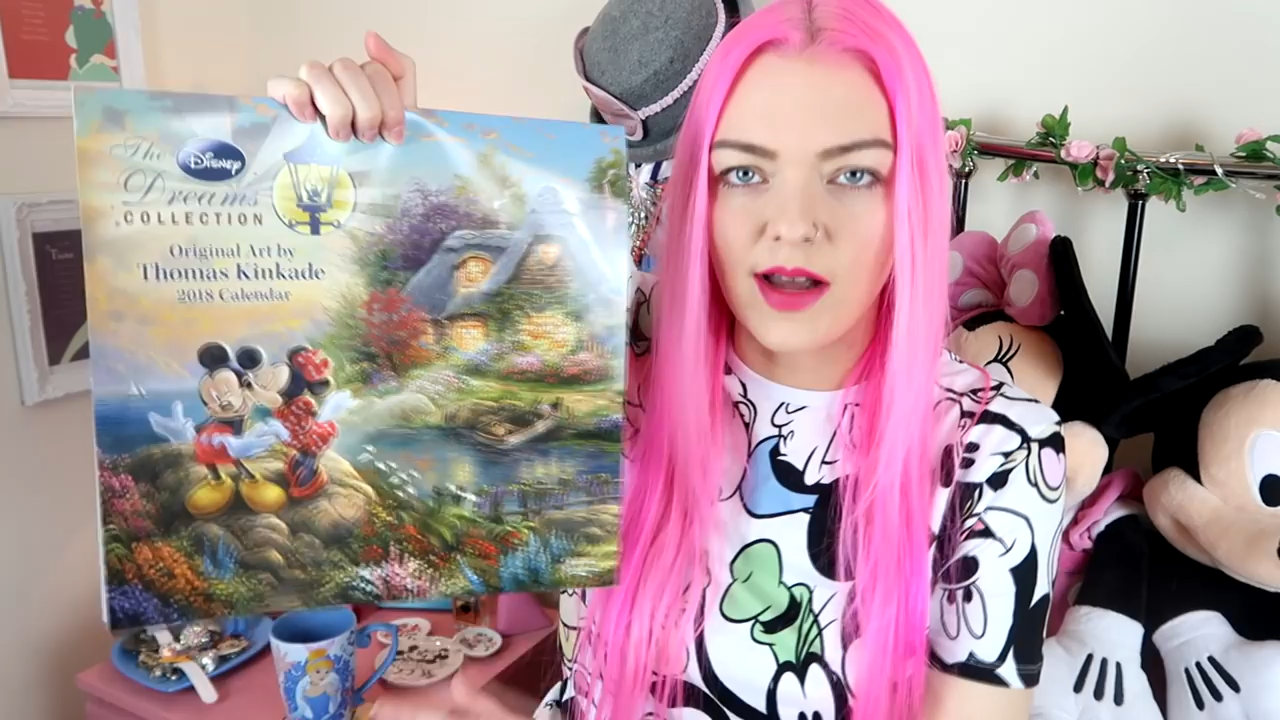 The
Disney
Dreams
COLLECTION
Original Art by
Thomas Kinkade
2018 Calendar